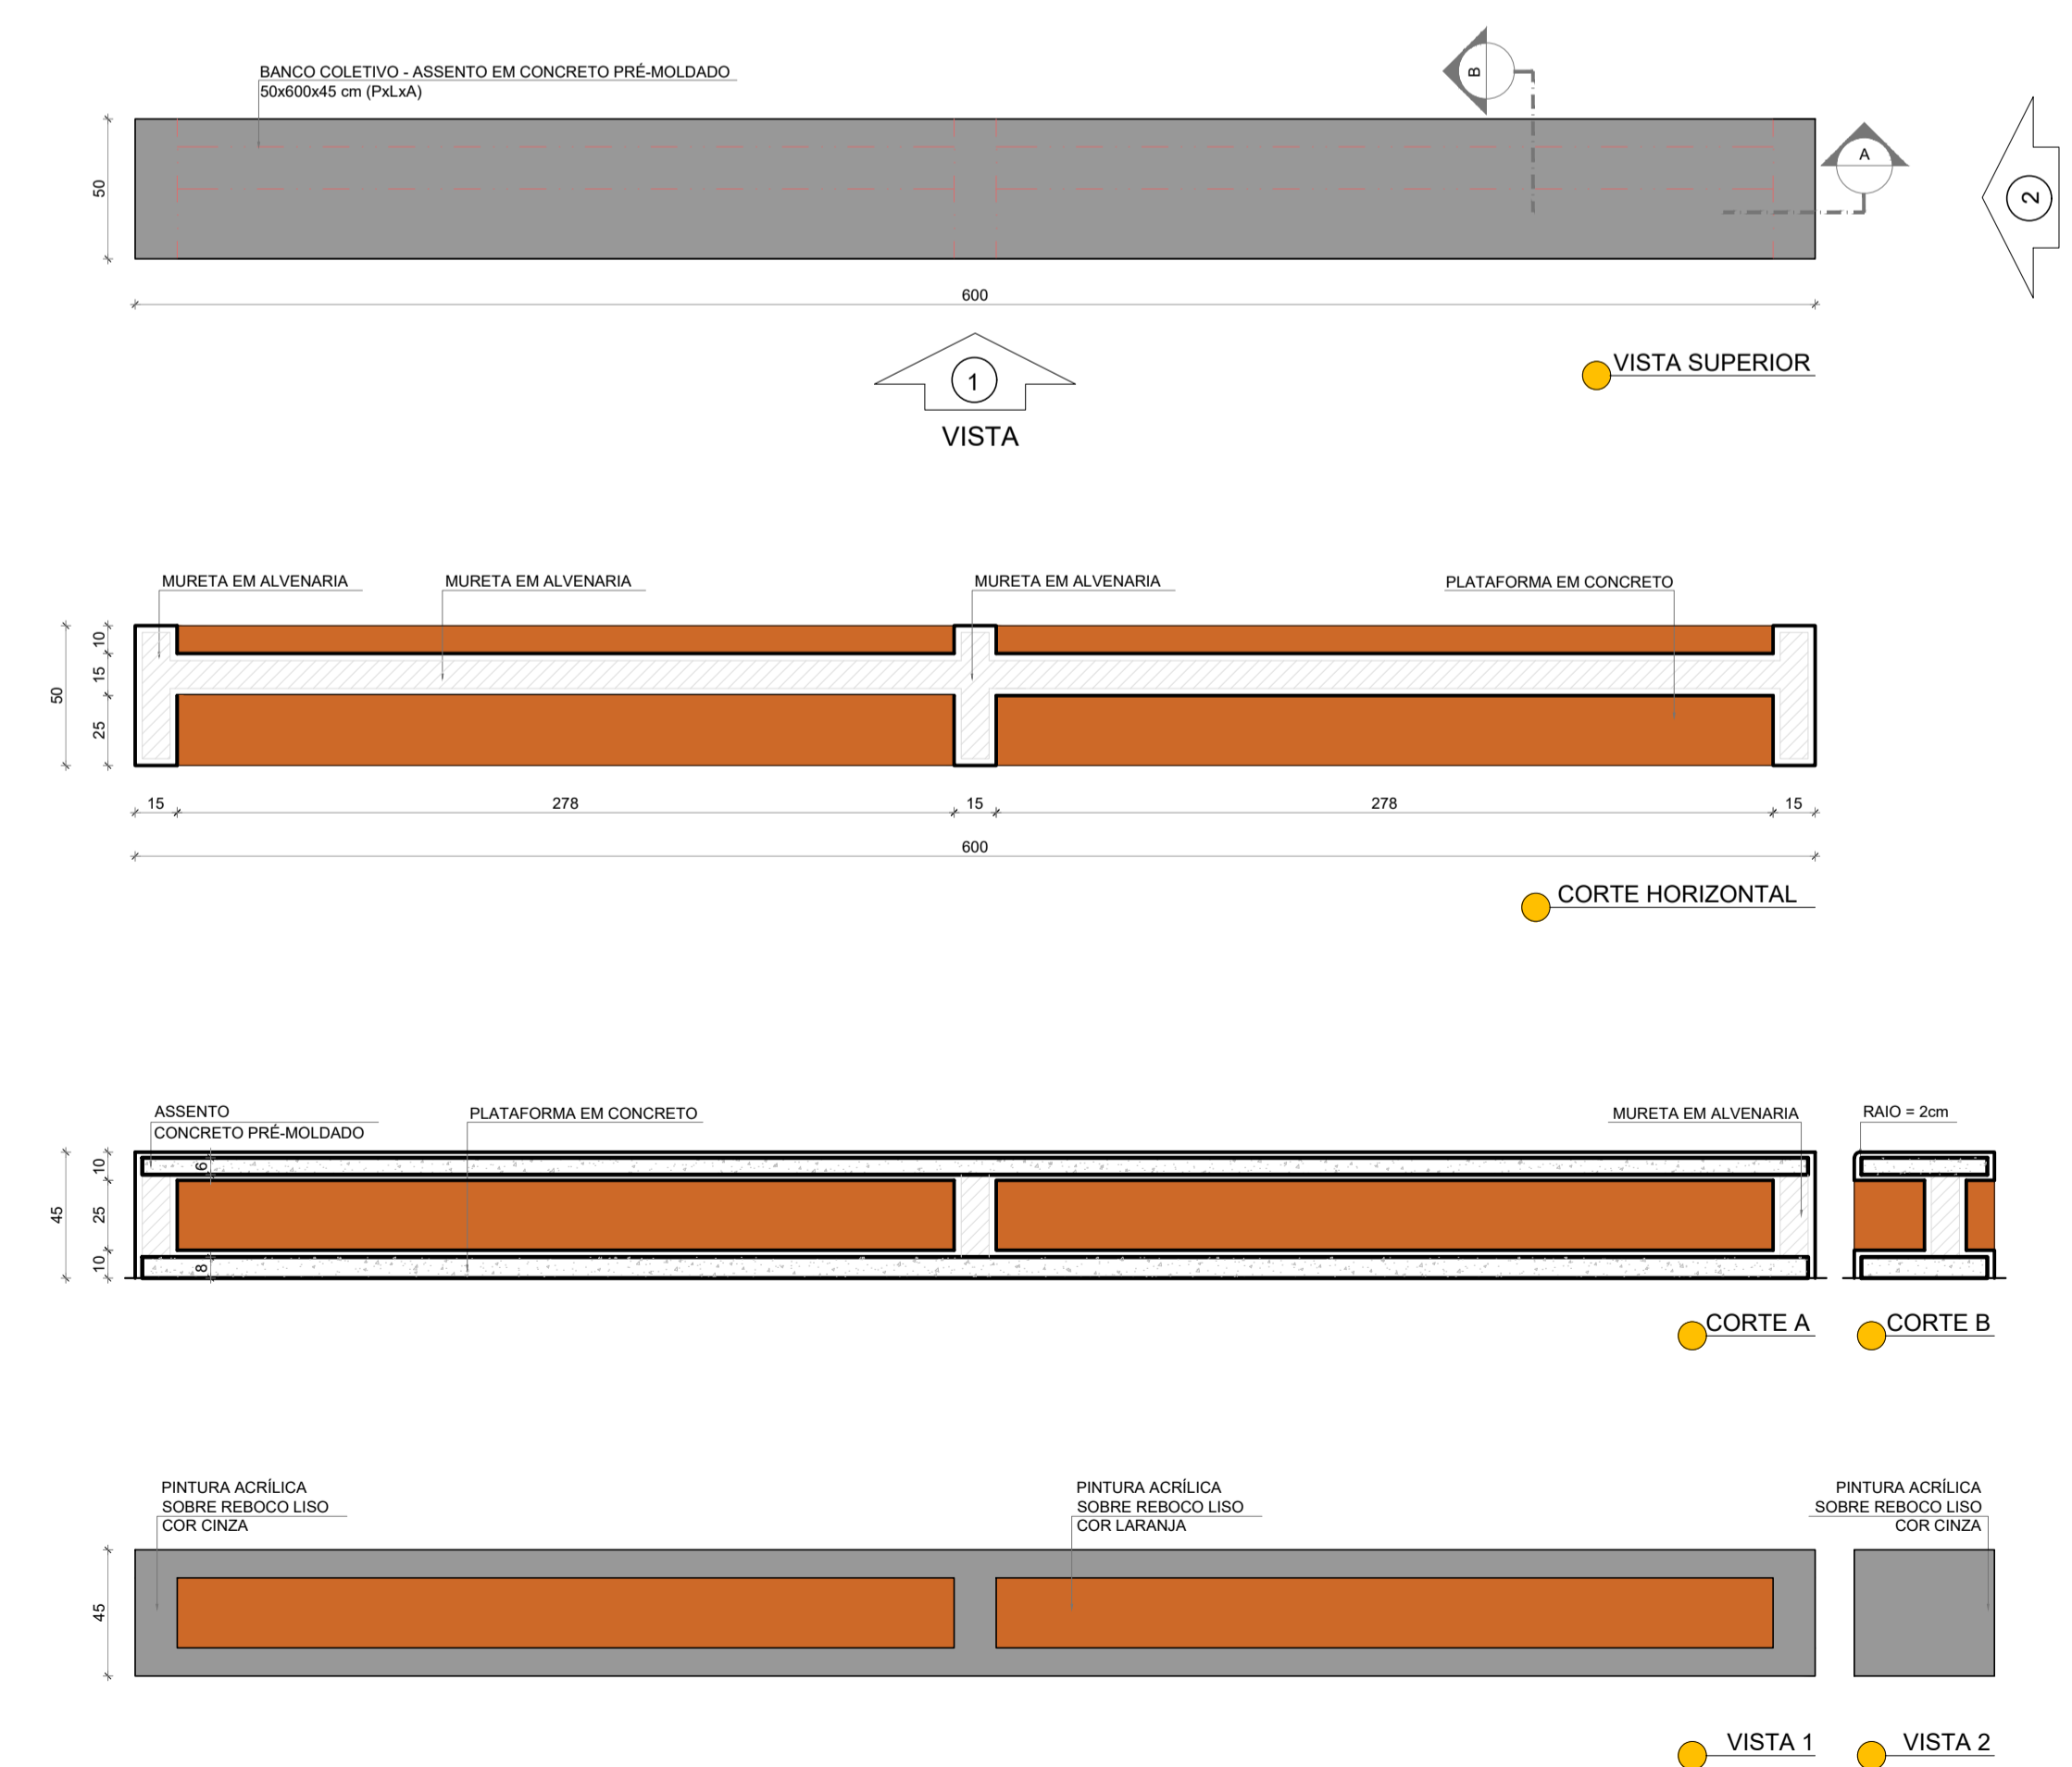 BANCO COLETIVO - ASSENTO EM CONCRETO PRÉ-MOLDADO
50x600x45 cm (PxLxA)
B
A
2
50
600
1
VISTA
VISTA SUPERIOR
MURETA EM ALVENARIA
MURETA EM ALVENARIA
MURETA EM ALVENARIA
PLATAFORMA EM CONCRETO
50
10
15
25
15
278
15
278
15
600
CORTE HORIZONTAL
ASSENTO
CONCRETO PRÉ-MOLDADO
PLATAFORMA EM CONCRETO
MURETA EM ALVENARIA
RAIO = 2cm
45
10
25
10
6
8
CORTE A
CORTE B
PINTURA ACRÍLICA
SOBRE REBOCO LISO
COR CINZA
PINTURA ACRÍLICA
SOBRE REBOCO LISO
COR LARANJA
PINTURA ACRÍLICA
SOBRE REBOCO LISO
COR CINZA
45
VISTA 1
VISTA 2